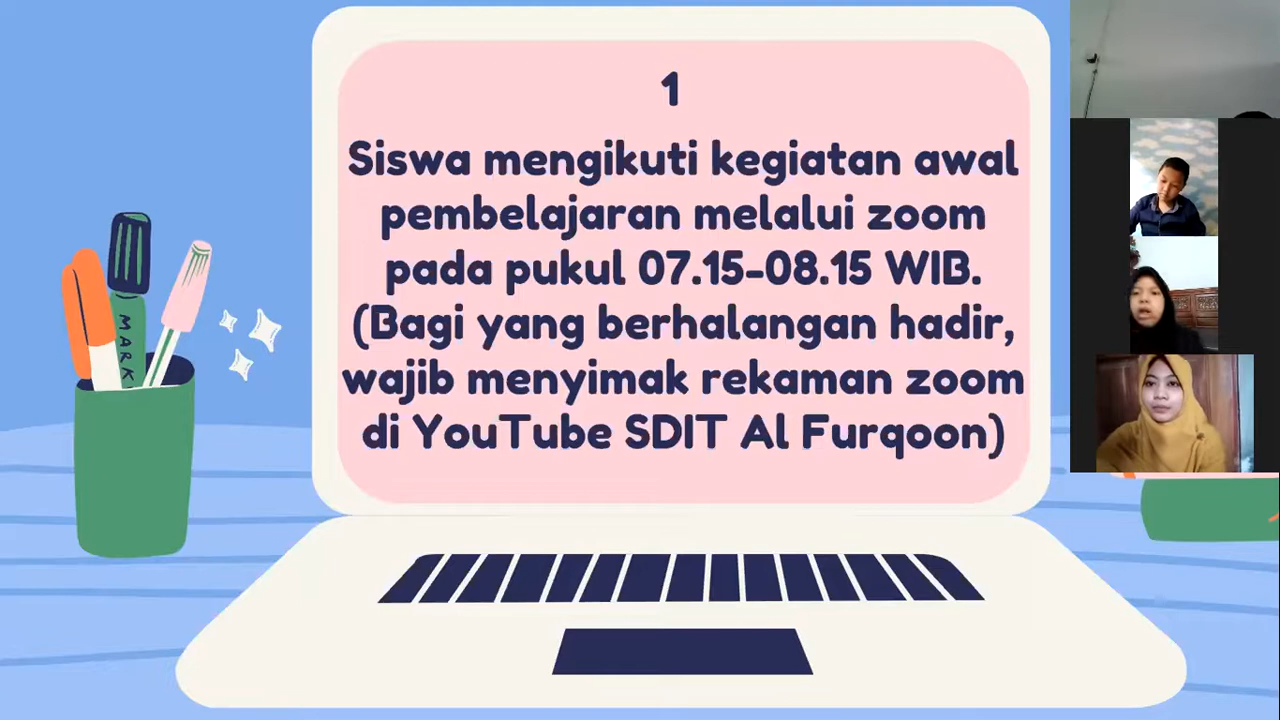 1
Siswa mengikuti kegiatan awal
pembelajaran melalui zoom
pada pukul 07.15-08.15 WIB.
(Bagi yang berhalangan hadir,
wajib menyimak rekaman zoom
di YouTube SDIT Al Furqoon)
MARK